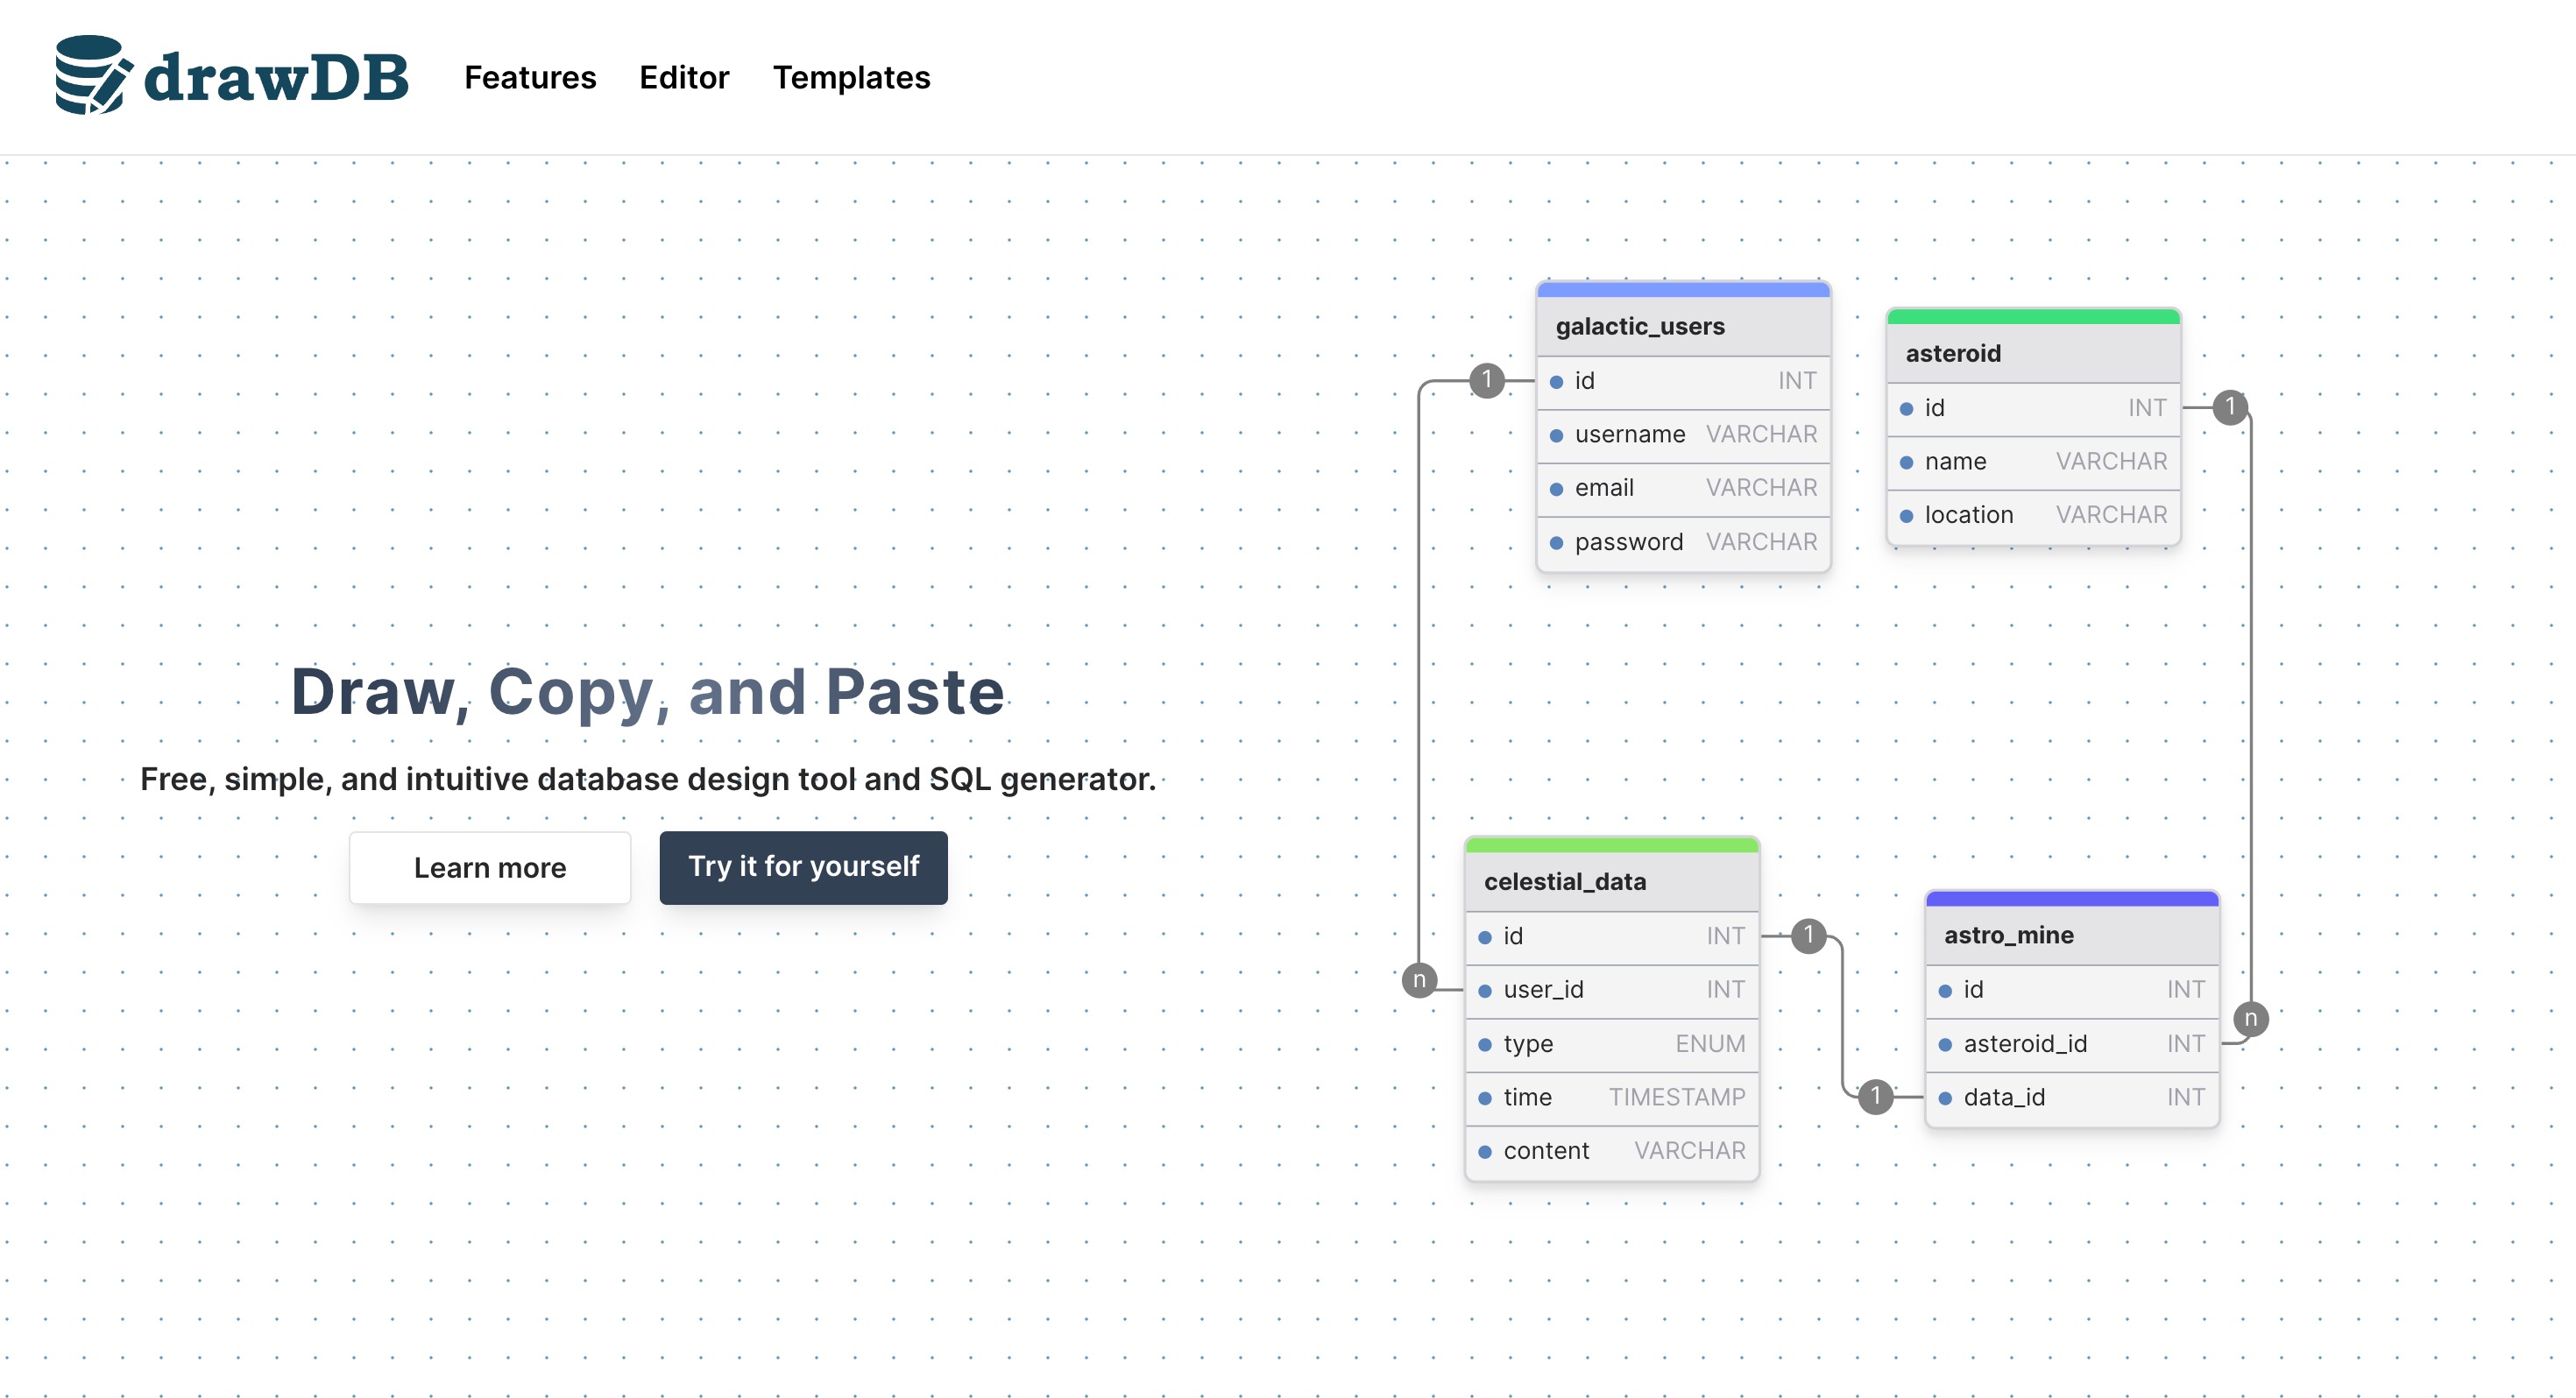 drawDB Features Editor Templates
Draw, Copy, and Paste
Free, simple, and intuitive database design tool and SQL generator.
Learn more
Try it for yourself
galactic_users
id INT
username VARCHAR
email VARCHAR
password VARCHAR
asteroid
id INT
name VARCHAR
location VARCHAR
1
1
celestial_data
id INT
user_id INT
type ENUM
time TIMESTAMP
content VARCHAR
n
1
1
astro_mine
id INT
asteroid_id INT
data_id INT
n